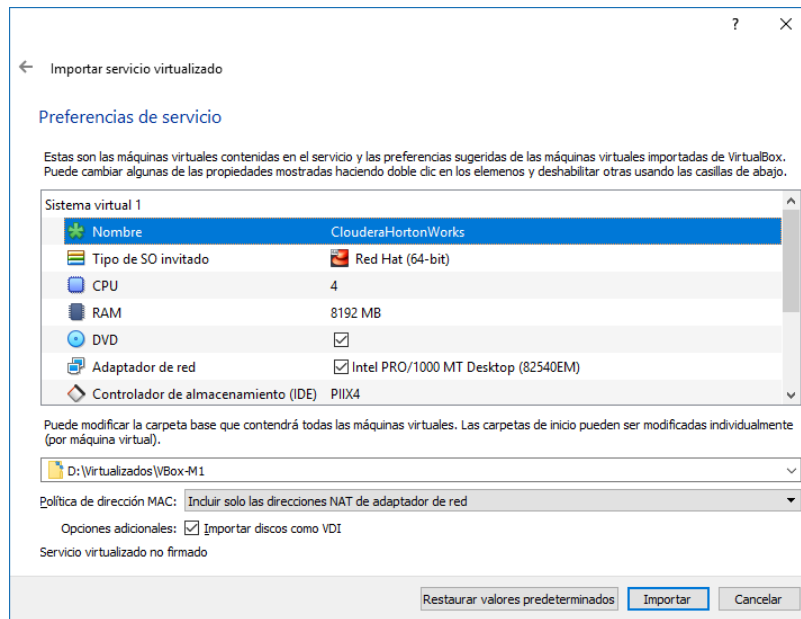 ?
Importar servicio virtualizado
Preferencias de servicio
Estas son las máquinas virtuales contenidas en el servicio y las preferencias sugeridas de las máquinas virtuales importadas de VirtualBox.
Puede cambiar algunas de las propiedades mostradas haciendo doble clic en los elemenos y deshabilitar otras usando las casillas de abajo.
Sistema virtual 1
Nombre ClouderaHortonWorks
Tipo de SO invitado Red Hat (64-bit)
CPU 4
RAM 8192 MB
DVD
Adaptador de red Intel PRO/1000 MT Desktop (82540EM)
Controlador de almacenamiento (IDE) PIIX4
Puede modificar la carpeta base que contendrá todas las máquinas virtuales. Las carpetas de inicio pueden ser modificadas individualmente
(por máquina virtual).
D:\Virtualizados\VBox-M1
Política de dirección MAC: Incluir solo las direcciones NAT de adaptador de red
Opciones adicionales: Importar discos como VDI
Servicio virtualizado no firmado
Restaurar valores predeterminados Importar Cancelar